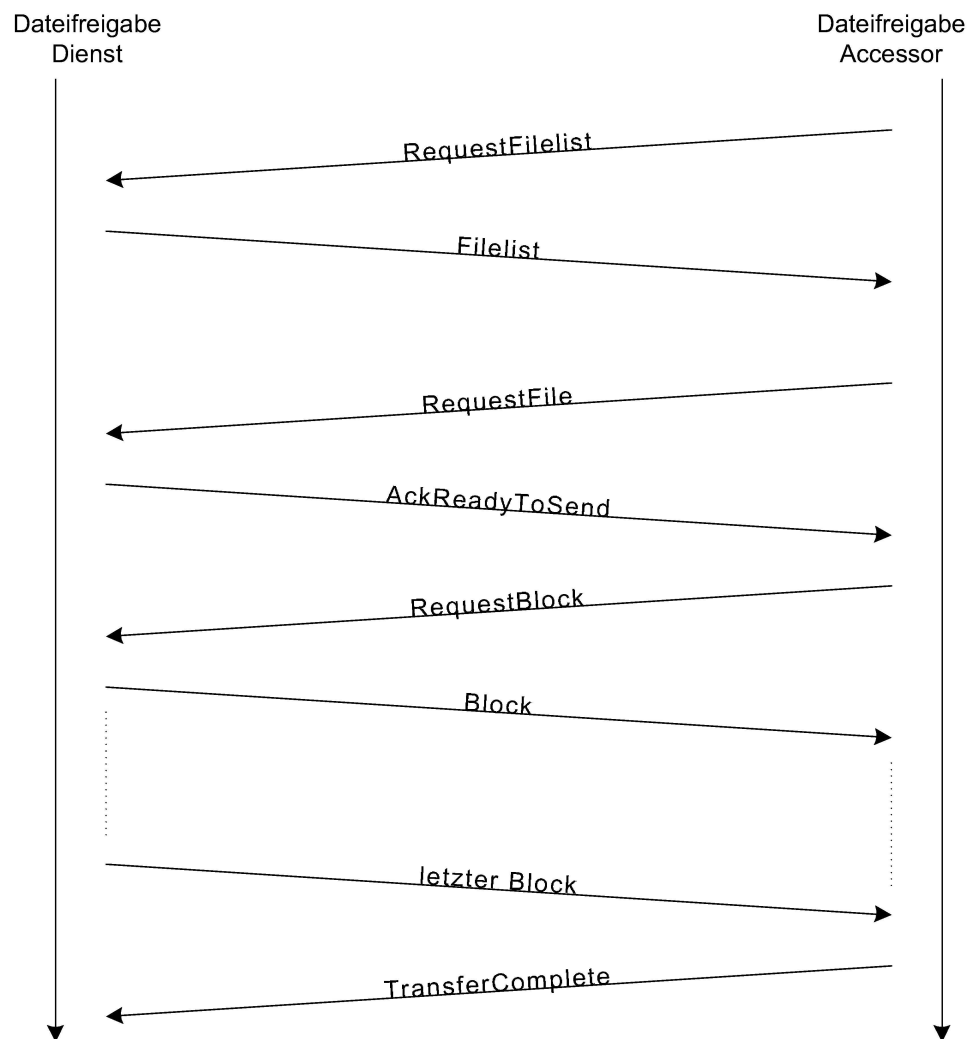 Dateifreigabe
Dienst
Dateifreigabe
Accessor
RequestFilelist
Filelist
RequestFile
AckReadyToSend
RequestBlock
Block
letzter Block
TransferComplete